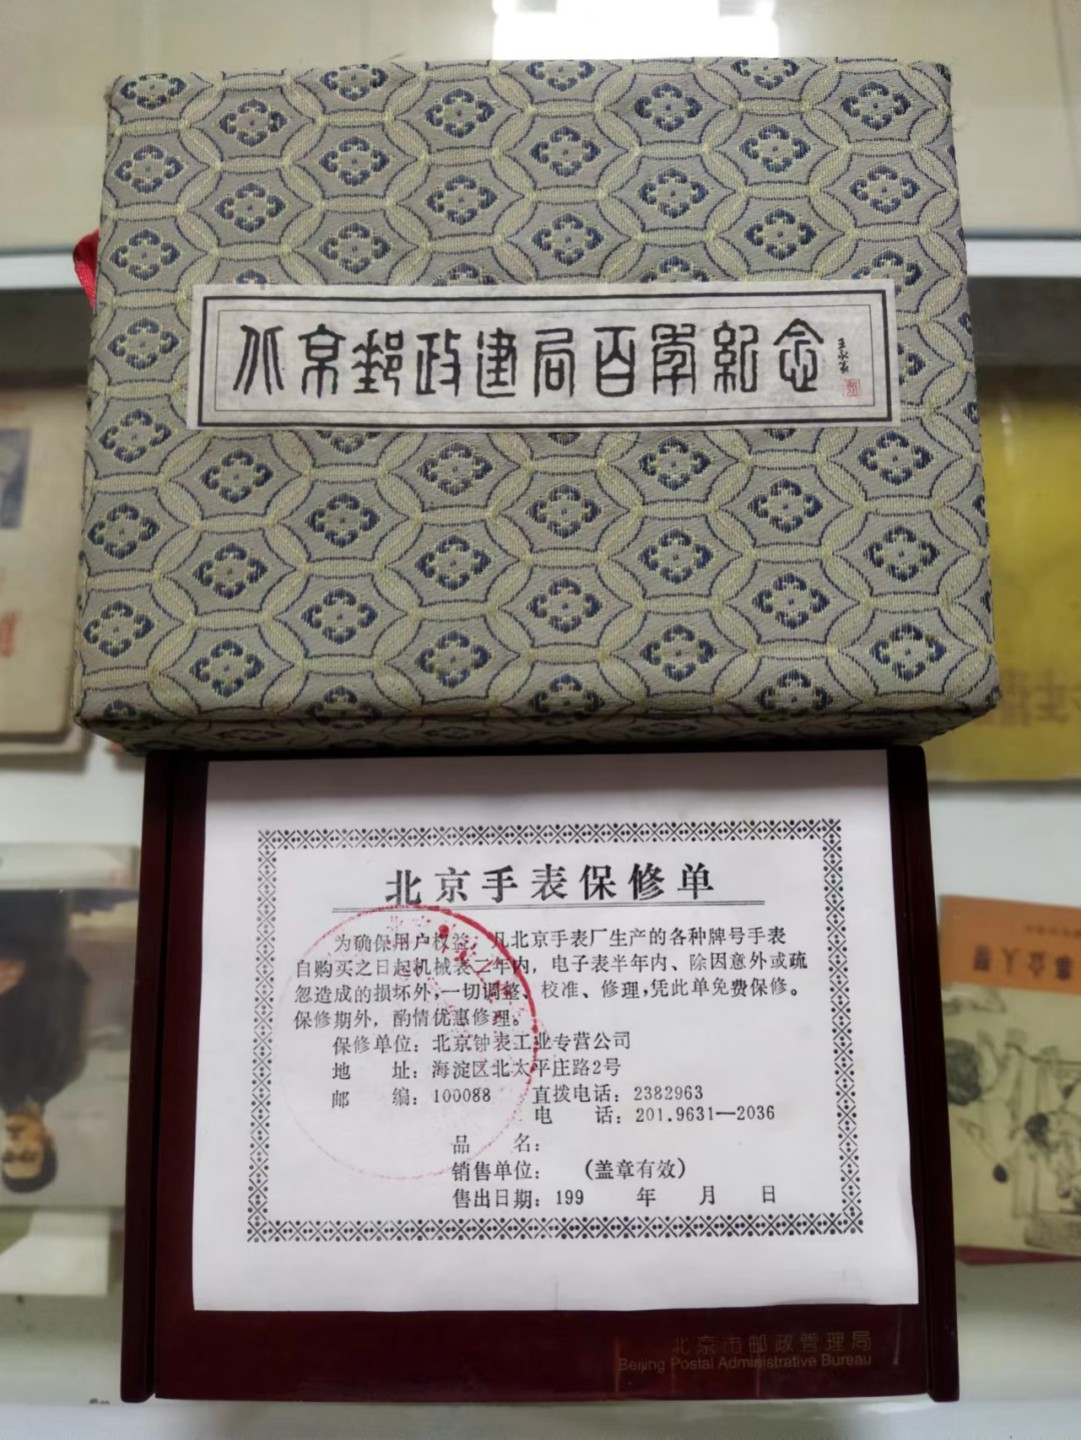 北京郵政建局百年紀念
北京手表保修单
为确保用户权益，凡北京手表厂生产的各种牌号手表
自购买之日起机械表二年内，电子表半年内、除因意外或疏
忽造成的损坏外，一切调整、校准、修理，凭此单免费保修。
保修期外，酌情优惠修理。
保修单位：北京钟表工业专营公司
地 址：海淀区北太平庄路2号
邮 编：100088 直拨电话：2382963
电 话：201.9631—2036
品 名：
销售单位： （盖章有效）
售出日期：199 年 月 日
北京市邮政管理局
Beijing Postal Administrative Bureau